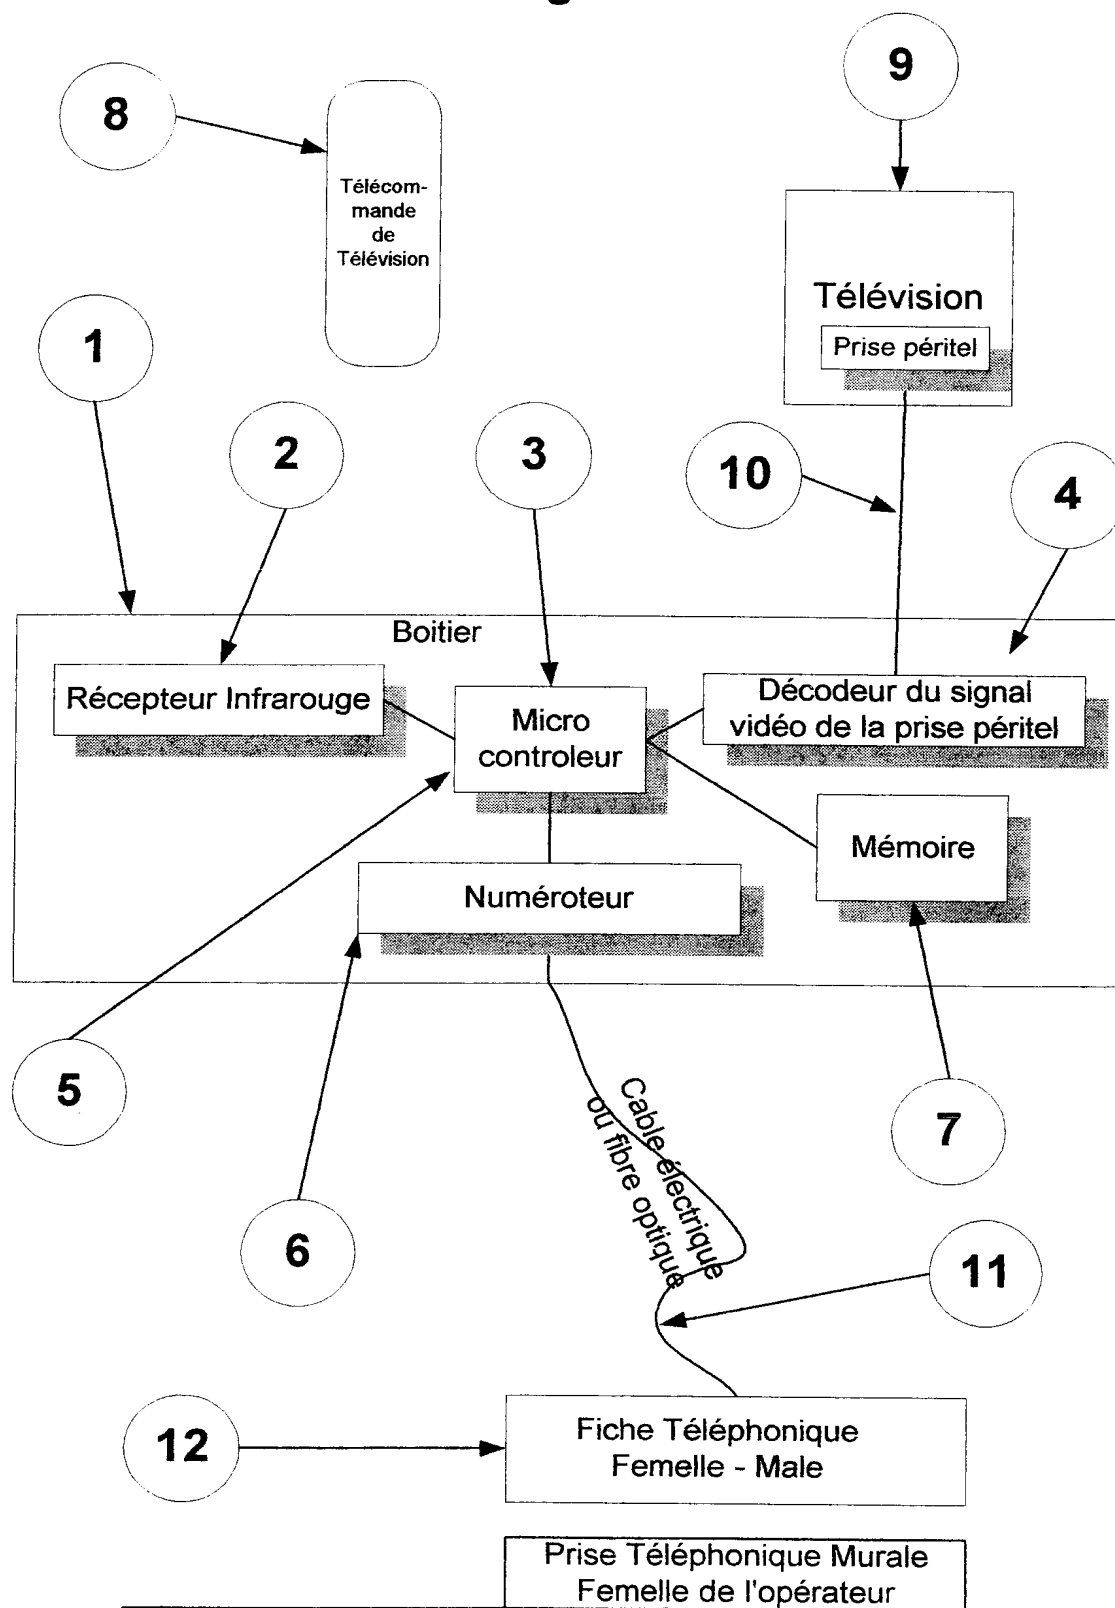 9
8
Télécom-
mande
de
Télévision
Télévision
Prise péritel
1
2
3
10
4
Boitier
Récepteur Infrarouge
Micro
controleur
Décodeur du signal
vidéo de la prise péritel
Mémoire
Numéroteur
5
7
6
Cable électrique
ou fibre optique
11
12
Fiche Téléphonique
Femelle - Male
Prise Téléphonique Murale
Femelle de l'opérateur